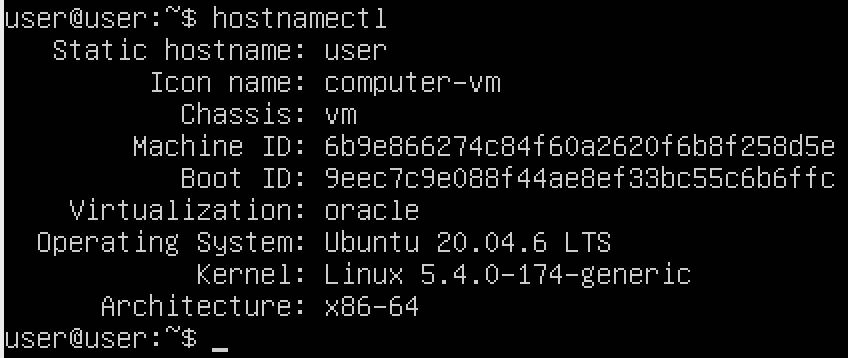 user@user:~$ hostnamectl
Static hostname: user
Icon name: computer-vm
Chassis: vm
Machine ID: 6b9e866274c84f60a2620f6b8f258d5e
Boot ID: 9eec7c9e088f44ae8ef33bc55c6b6ffc
Virtualization: oracle
Operating System: Ubuntu 20.04.6 LTS
Kernel: Linux 5.4.0-174-generic
Architecture: x86-64
user@user:~$ _